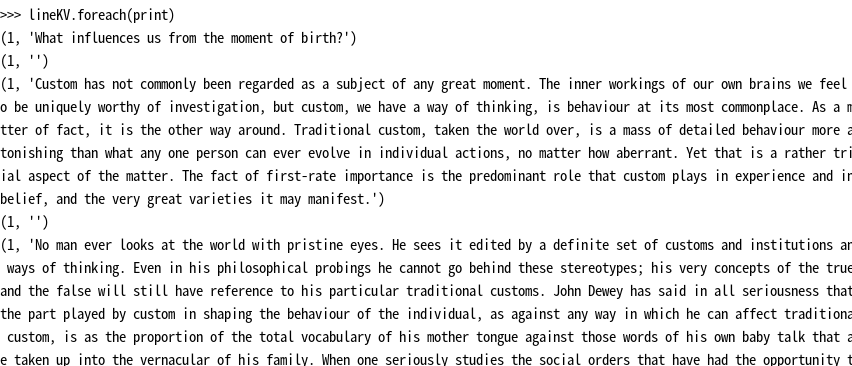 >>> lineKV.foreach(print)
(1, 'What influences us from the moment of birth?')
(1, '')
(1, 'Custom has not commonly been regarded as a subject of any great moment. The inner workings of our own brains we feel
o be uniquely worthy of investigation, but custom, we have a way of thinking, is behaviour at its most commonplace. As a m
tter of fact, it is the other way around. Traditional custom, taken the world over, is a mass of detailed behaviour more a
tonishing than what any one person can ever evolve in individual actions, no matter how aberrant. Yet that is a rather tri
ial aspect of the matter. The fact of first-rate importance is the predominant role that custom plays in experience and in
belief, and the very great varieties it may manifest.')
(1, '')
(1, 'No man ever looks at the world with pristine eyes. He sees it edited by a definite set of customs and institutions an
ways of thinking. Even in his philosophical probings he cannot go behind these stereotypes; his very concepts of the true
and the false will still have reference to his particular traditional customs. John Dewey has said in all seriousness that
the part played by custom in shaping the behaviour of the individual, as against any way in which he can affect traditiona
custom, is as the proportion of the total vocabulary of his mother tongue against those words of his own baby talk that a
e taken up into the vernacular of his family. When one seriously studies the social orders that have had the opportunity t